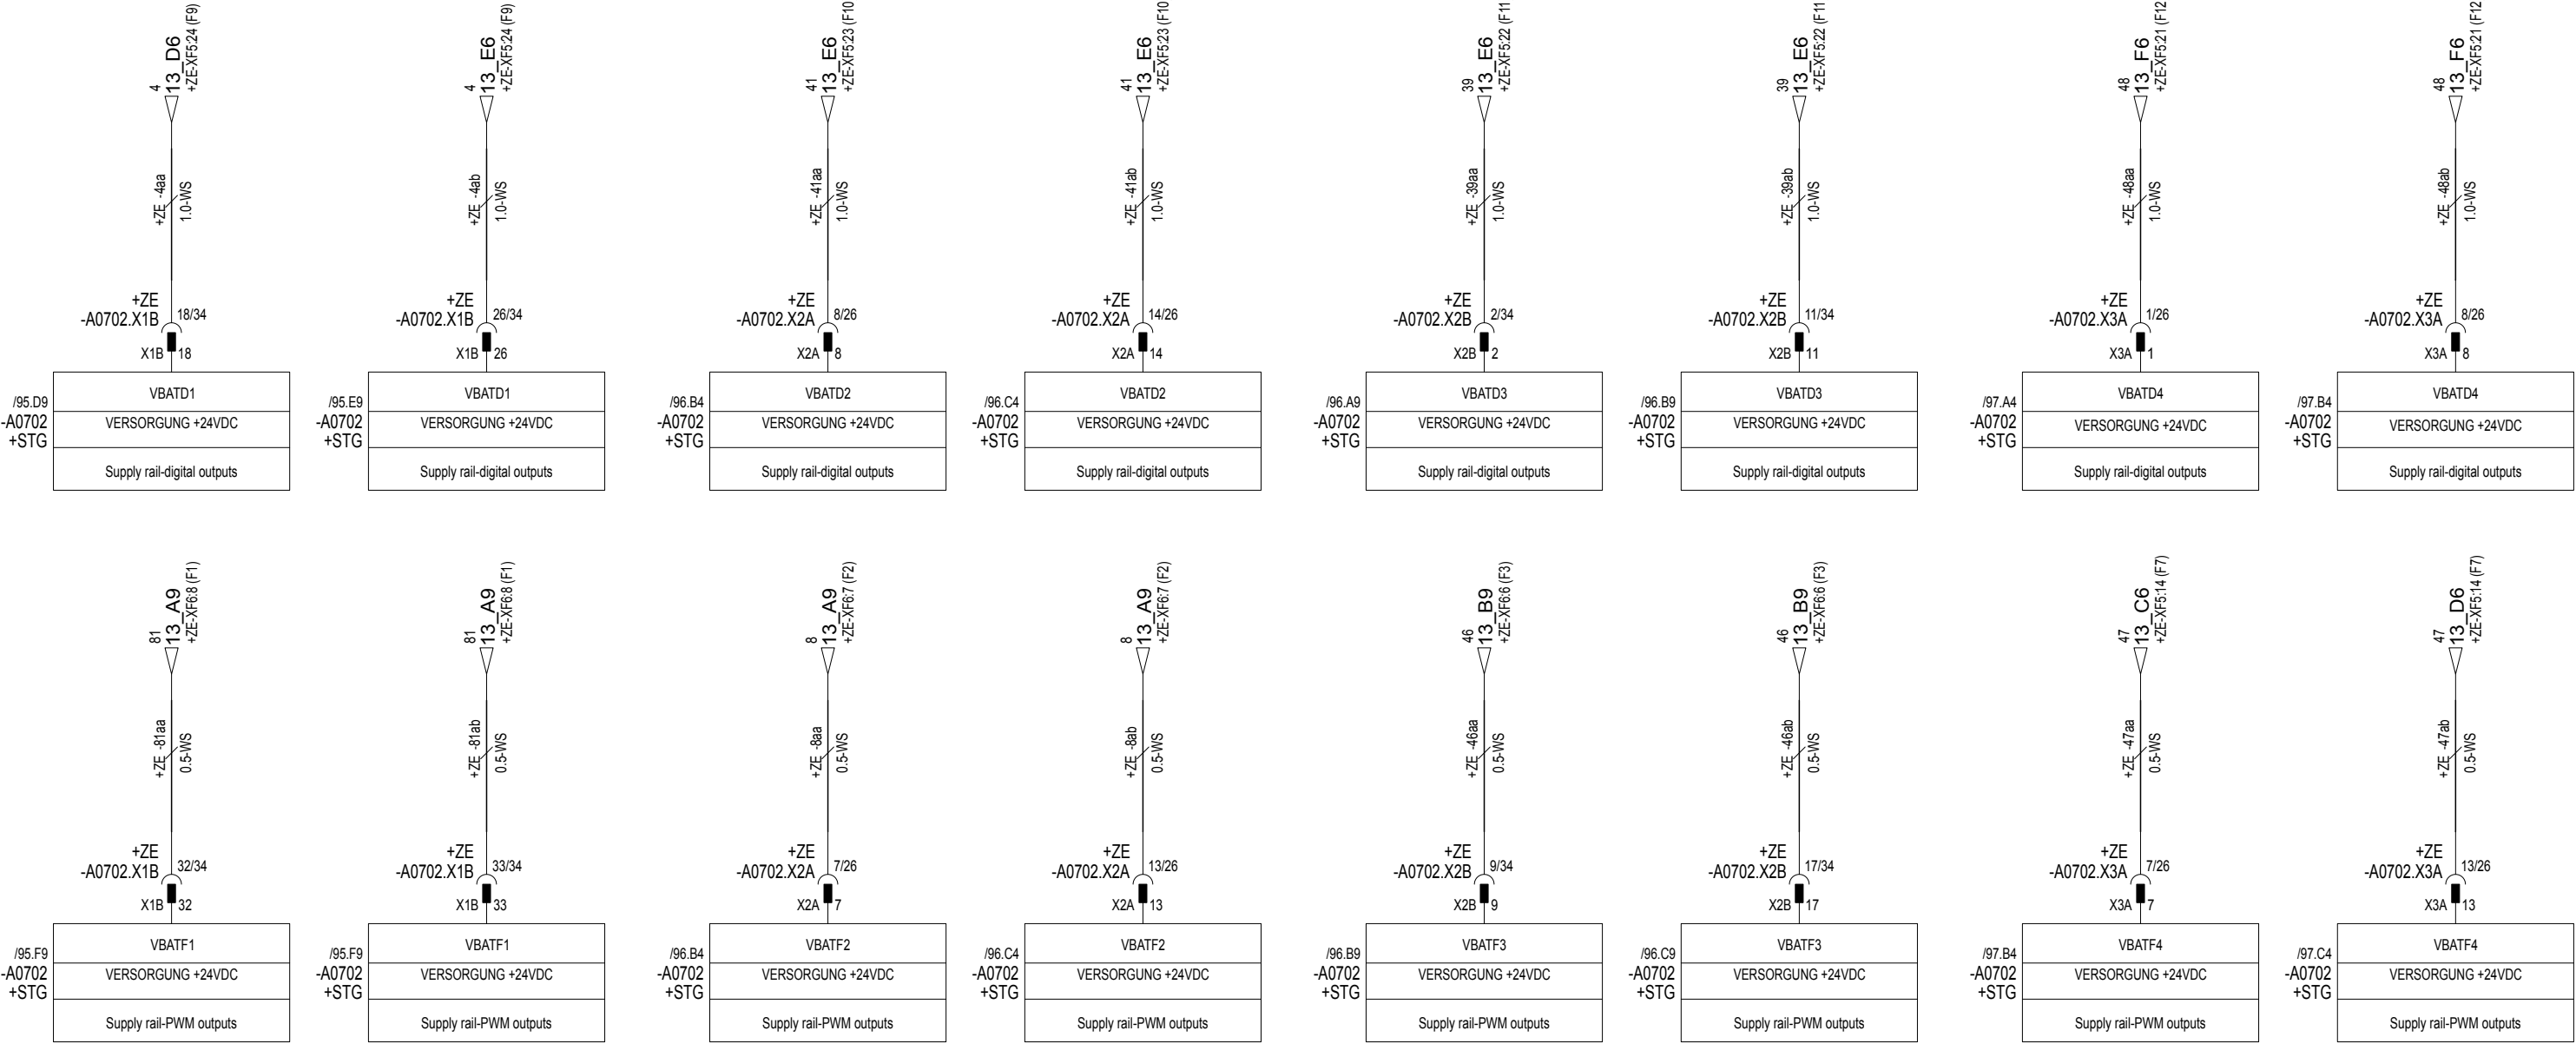 4
13_D6
+ZE-XF5:24 (F9)
+ZE -4aa
1.0-WS
+ZE
-A0702.X1B
18/34
X1B
18
/95.D9
-A0702
+STG
VBATD1
VERSORGUNG +24VDC
Supply rail-digital outputs
4
13_E6
+ZE-XF5:24 (F9)
+ZE -4ab
1.0-WS
+ZE
-A0702.X1B
26/34
X1B
26
/95.E9
-A0702
+STG
VBATD1
VERSORGUNG +24VDC
Supply rail-digital outputs
41
13_E6
+ZE-XF5:23 (F10
+ZE -41aa
1.0-WS
+ZE
-A0702.X2A
8/26
X2A
8
/96.B4
-A0702
+STG
VBATD2
VERSORGUNG +24VDC
Supply rail-digital outputs
41
13_E6
+ZE-XF5:23 (F10
+ZE -41ab
1.0-WS
+ZE
-A0702.X2A
14/26
X2A
14
/96.C4
-A0702
+STG
VBATD2
VERSORGUNG +24VDC
Supply rail-digital outputs
39
13_E6
+ZE-XF5:22 (F11
+ZE -39aa
1.0-WS
+ZE
-A0702.X2B
2/34
X2B
2
/96.A9
-A0702
+STG
VBATD3
VERSORGUNG +24VDC
Supply rail-digital outputs
39
13_E6
+ZE-XF5:22 (F11
+ZE -39ab
1.0-WS
+ZE
-A0702.X2B
11/34
X2B
11
/96.B9
-A0702
+STG
VBATD3
VERSORGUNG +24VDC
Supply rail-digital outputs
48
13_F6
+ZE-XF5:21 (F12
+ZE -48aa
1.0-WS
+ZE
-A0702.X3A
1/26
X3A
1
/97.A4
-A0702
+STG
VBATD4
VERSORGUNG +24VDC
Supply rail-digital outputs
48
13_F6
+ZE-XF5:21 (F12
+ZE -48ab
1.0-WS
+ZE
-A0702.X3A
8/26
X3A
8
/97.B4
-A0702
+STG
VBATD4
VERSORGUNG +24VDC
Supply rail-digital outputs
81
13_A9
+ZE-XF6:8 (F1)
+ZE -81aa
0.5-WS
+ZE
-A0702.X1B
32/34
X1B
32
/95.F9
-A0702
+STG
VBATF1
VERSORGUNG +24VDC
Supply rail-PWM outputs
81
13_A9
+ZE-XF6:8 (F1)
+ZE -81ab
0.5-WS
+ZE
-A0702.X1B
33/34
X1B
33
/95.F9
-A0702
+STG
VBATF1
VERSORGUNG +24VDC
Supply rail-PWM outputs
8
13_A9
+ZE-XF6:7 (F2)
+ZE -8aa
0.5-WS
+ZE
-A0702.X2A
7/26
X2A
7
/96.B4
-A0702
+STG
VBATF2
VERSORGUNG +24VDC
Supply rail-PWM outputs
8
13_A9
+ZE-XF6:7 (F2)
+ZE -8ab
0.5-WS
+ZE
-A0702.X2A
13/26
X2A
13
/96.C4
-A0702
+STG
VBATF2
VERSORGUNG +24VDC
Supply rail-PWM outputs
46
13_B9
+ZE-XF6:6 (F3)
+ZE -46aa
0.5-WS
+ZE
-A0702.X2B
9/34
X2B
9
/96.B9
-A0702
+STG
VBATF3
VERSORGUNG +24VDC
Supply rail-PWM outputs
46
13_B9
+ZE-XF6:6 (F3)
+ZE -46ab
0.5-WS
+ZE
-A0702.X2B
17/34
X2B
17
/96.C9
-A0702
+STG
VBATF3
VERSORGUNG +24VDC
Supply rail-PWM outputs
47
13_C6
+ZE-XF5:14 (F7)
+ZE -47aa
0.5-WS
+ZE
-A0702.X3A
7/26
X3A
7
/97.B4
-A0702
+STG
VBATF4
VERSORGUNG +24VDC
Supply rail-PWM outputs
47
13_D6
+ZE-XF5:14 (F7)
+ZE -47ab
0.5-WS
+ZE
-A0702.X3A
13/26
X3A
13
/97.C4
-A0702
+STG
VBATF4
VERSORGUNG +24VDC
Supply rail-PWM outputs